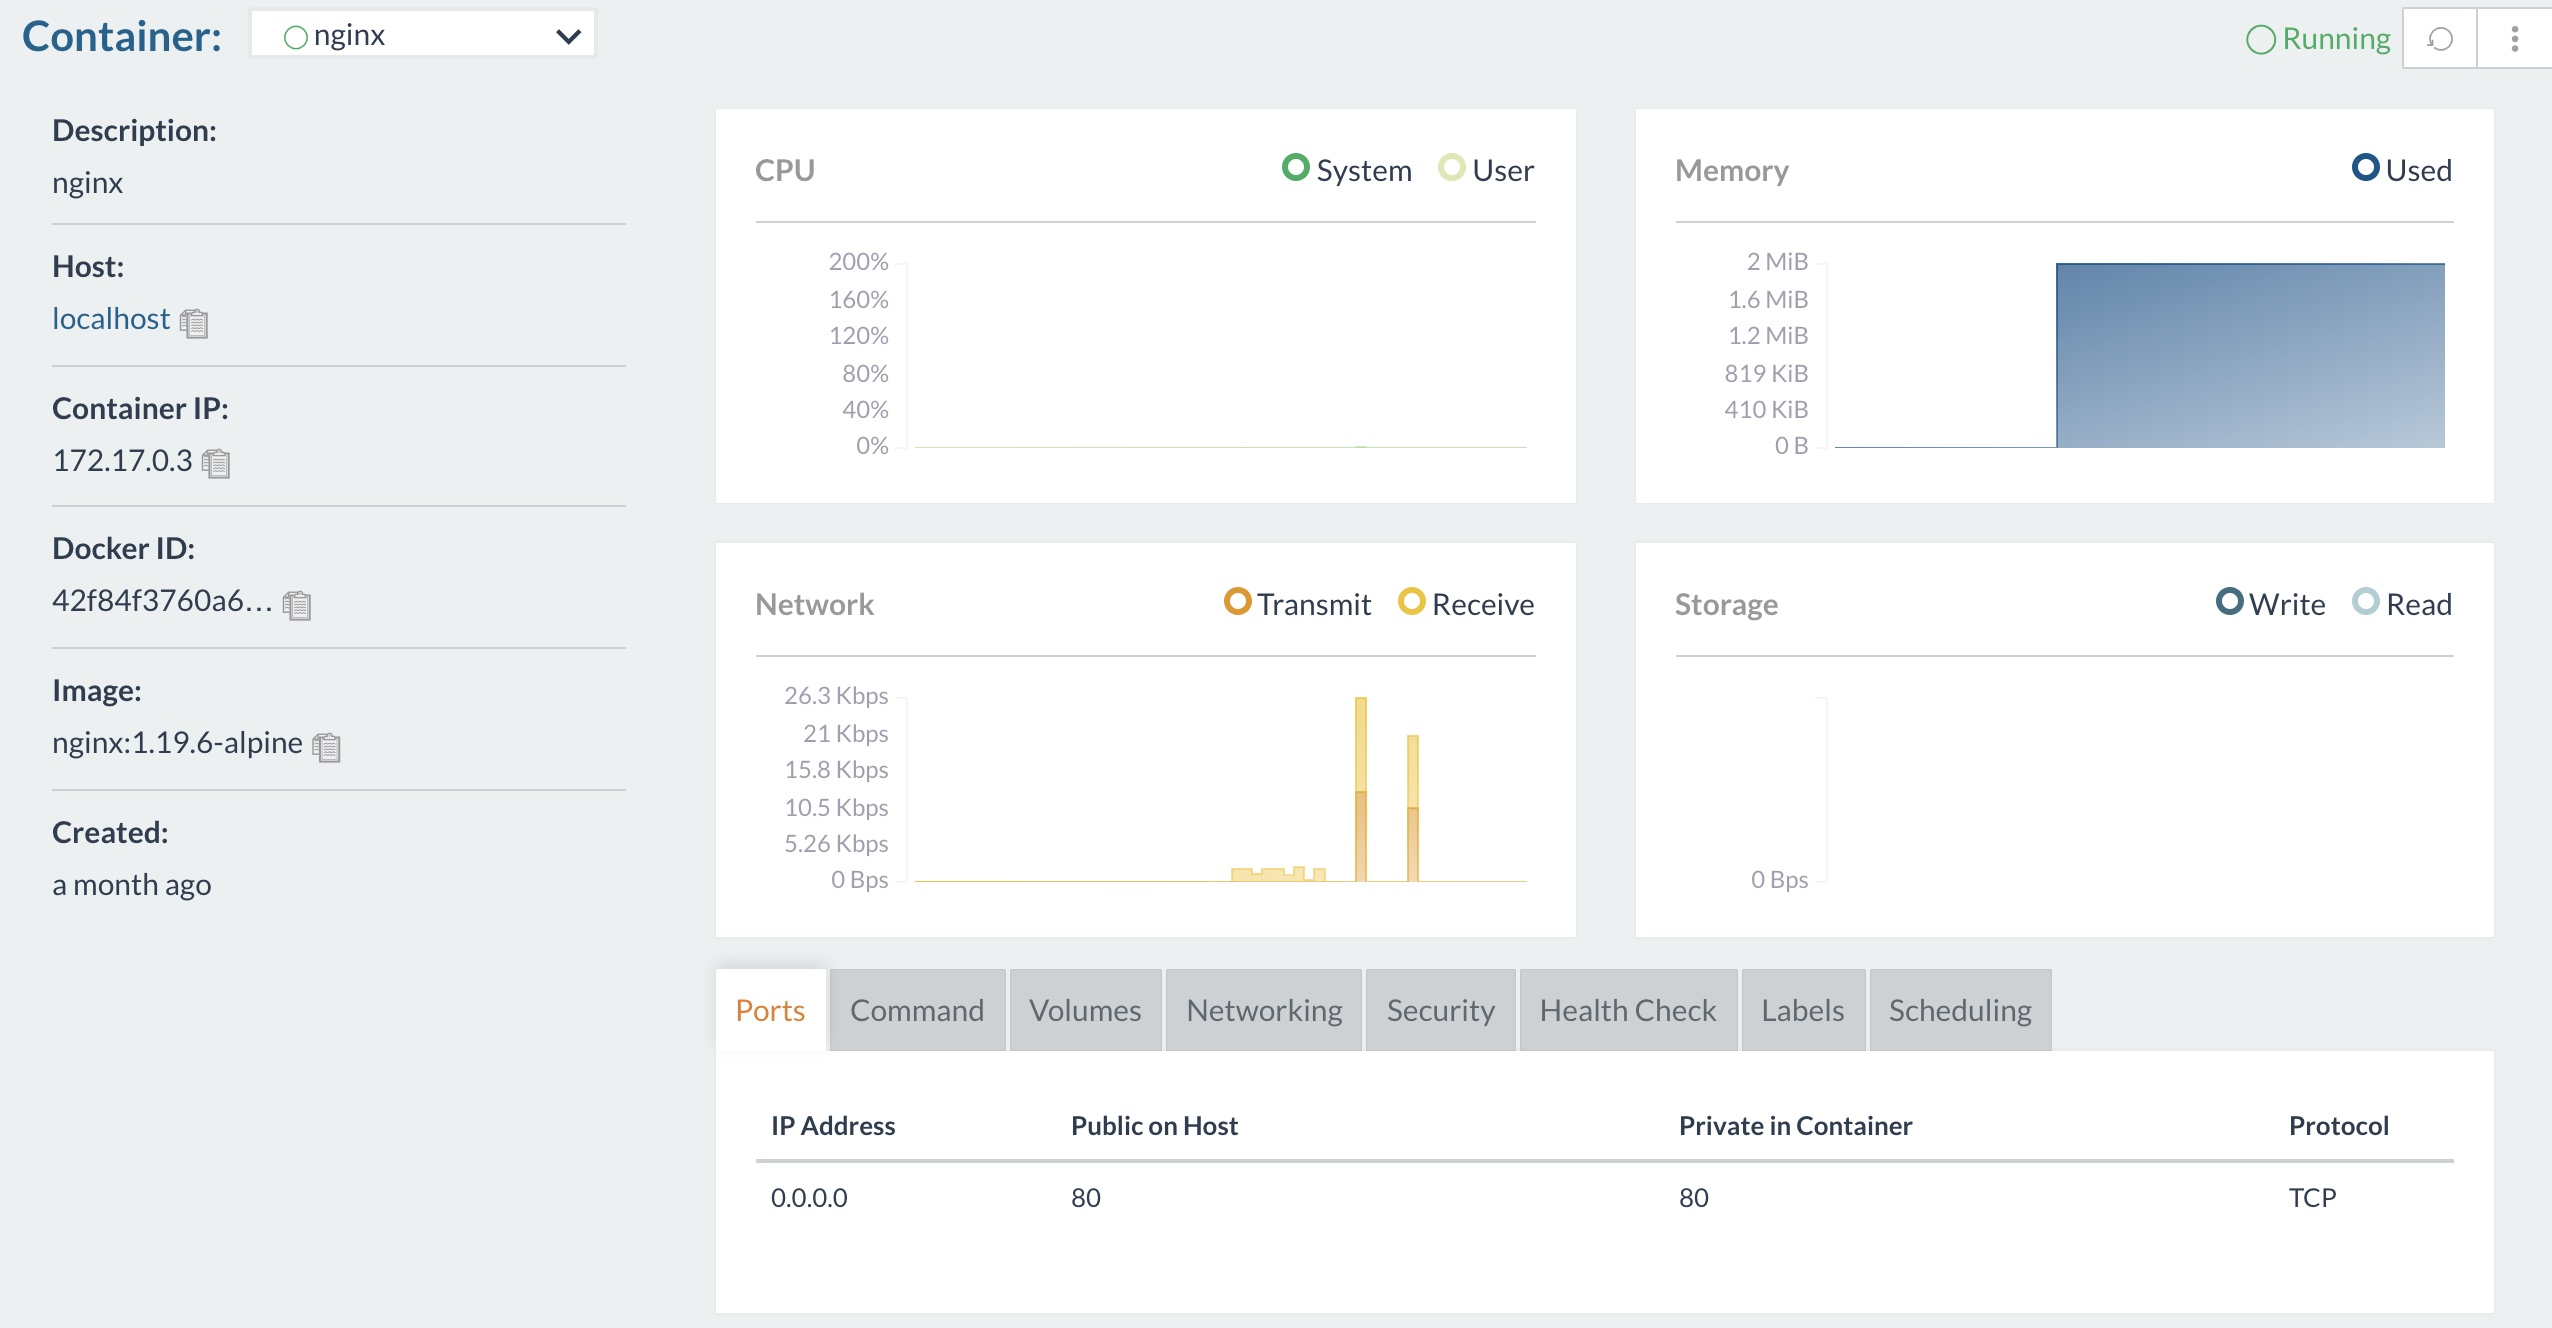 Container:
nginx
Running
Description:
nginx
Host:
localhost
Container IP:
172.17.0.3
Docker ID:
42f84f3760a6...
Image:
nginx:1.19.6-alpine
Created:
a month ago
CPU
System User
200%
160%
120%
80%
40%
0%
Memory
Used
2 MiB
1.6 MiB
1.2 MiB
819 KiB
410 KiB
0 B
Network
Transmit Receive
26.3 Kbps
21 Kbps
15.8 Kbps
10.5 Kbps
5.26 Kbps
0 Bps
Storage
Write Read
0 Bps
Ports Command Volumes Networking Security Health Check Labels Scheduling
IP Address Public on Host Private in Container Protocol
0.0.0.0 80 80 TCP